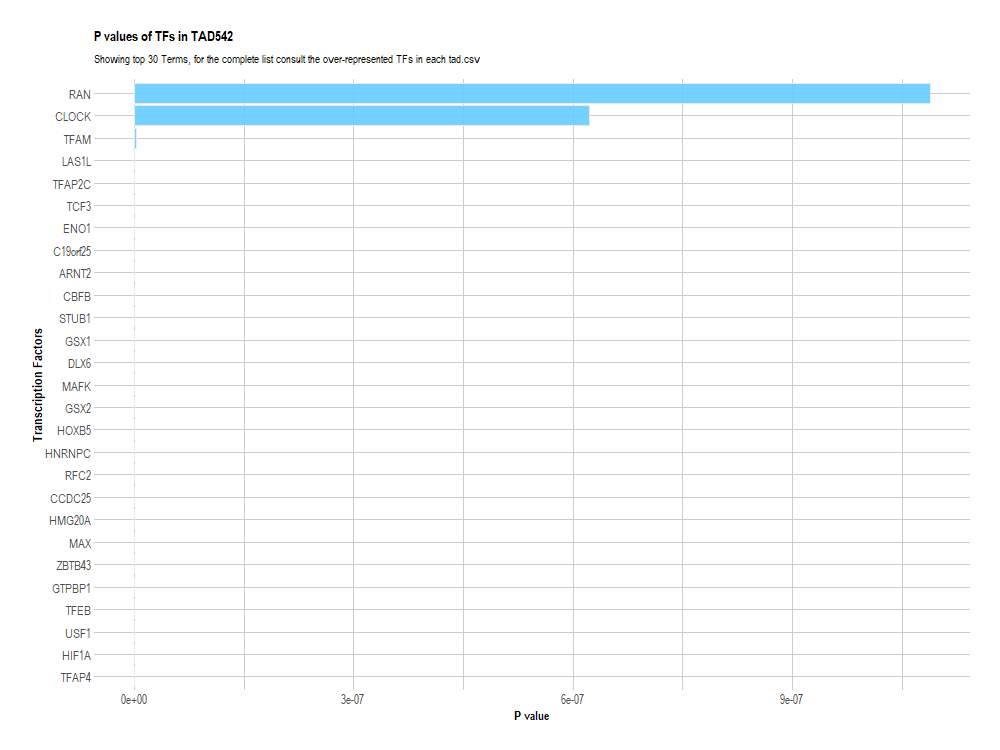 P values of TFs in TAD542
Showing top 30 Terms, for the complete list consult the over-represented TFs in each tad.csv
Transcription Factors
RAN
CLOCK
TFAM
LAS1L
TFAP2C
TCF3
ENO1
C19orf25
ARNT2
CBFB
STUB1
GSX1
DLX6
MAFK
GSX2
HOXB5
HNRNPC
RFC2
CCDC25
HMG20A
MAX
ZBTB43
GTPBP1
TFEB
USF1
HIF1A
TFAP4
0e+00 3e-07 6e-07 9e-07
P value